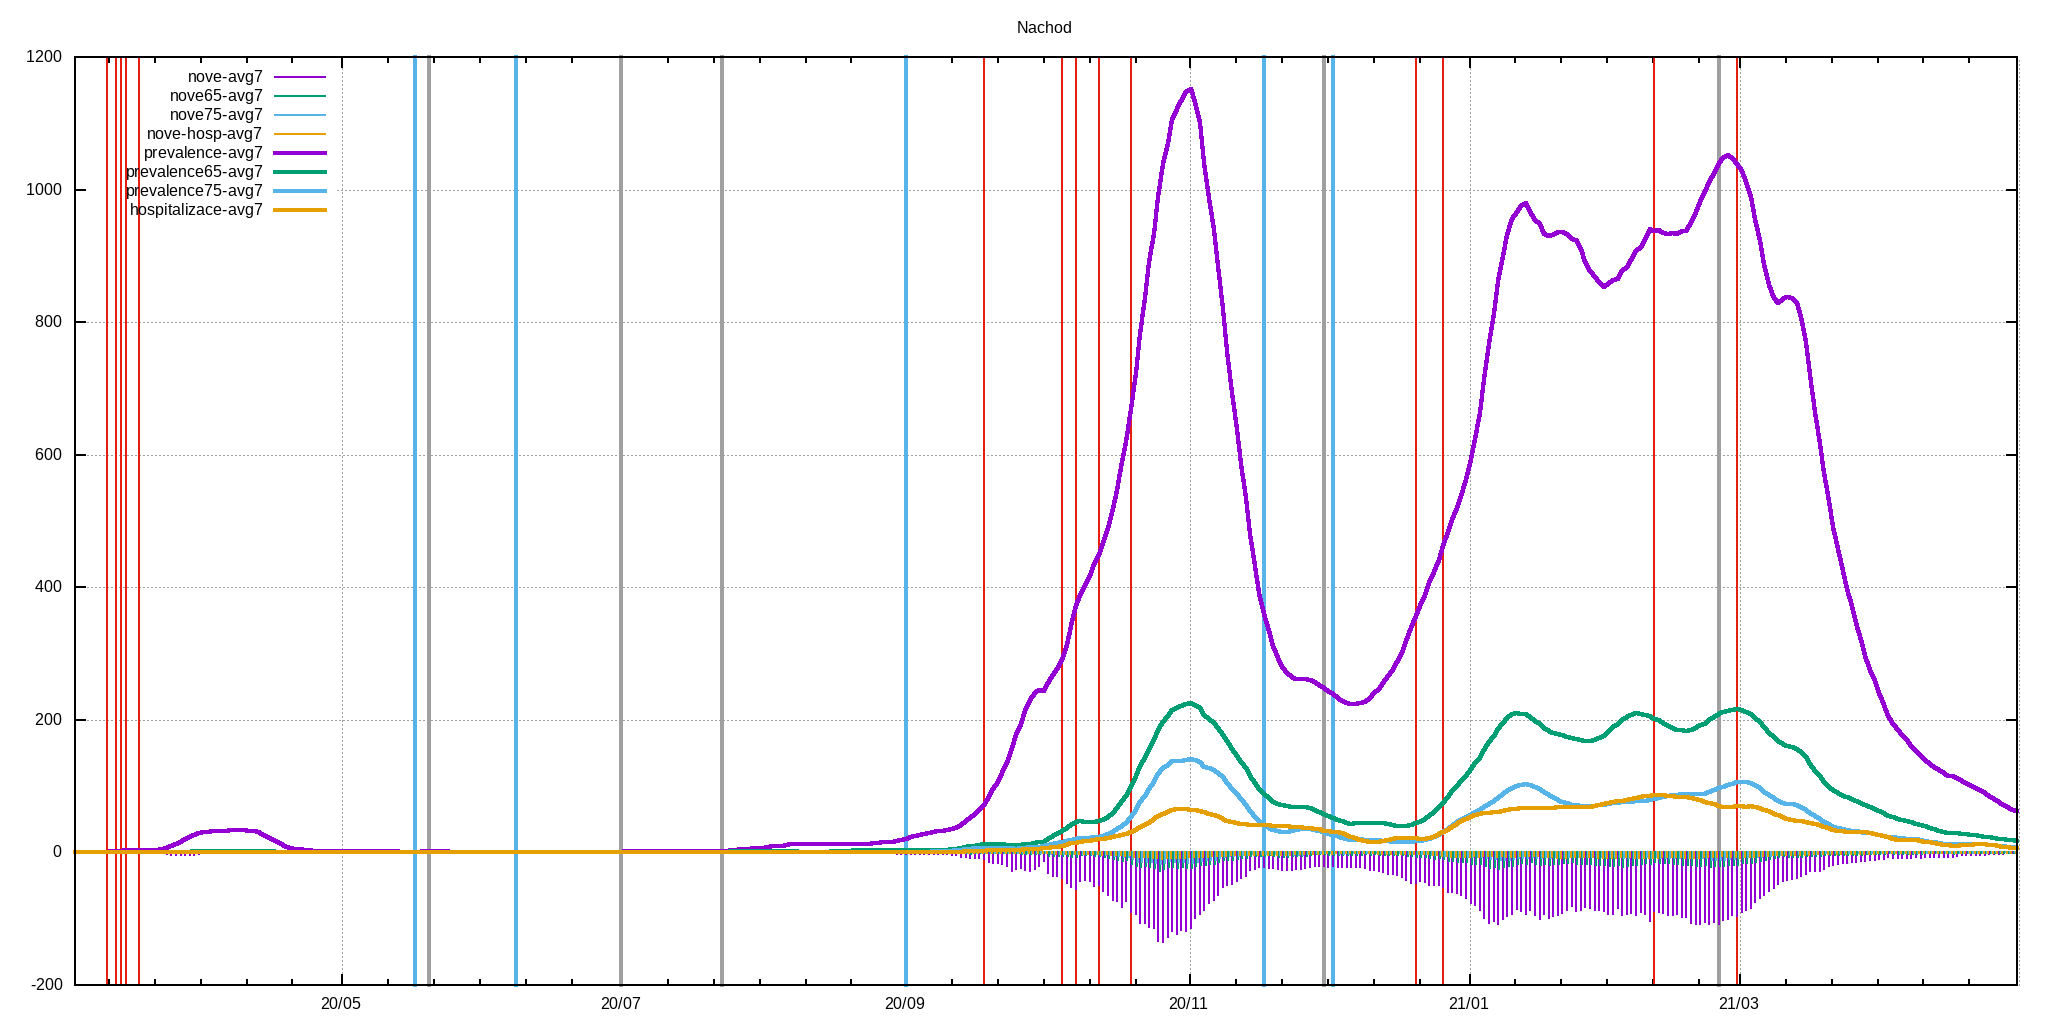 Nachod
1200
1000
800
600
400
200
0
-200
nove-avg7
nove65-avg7
nove75-avg7
nove-hosp-avg7
prevalence-avg7
prevalence65-avg7
prevalence75-avg7
hospitalizace-avg7
20/05
20/07
20/09
20/11
21/01
21/03